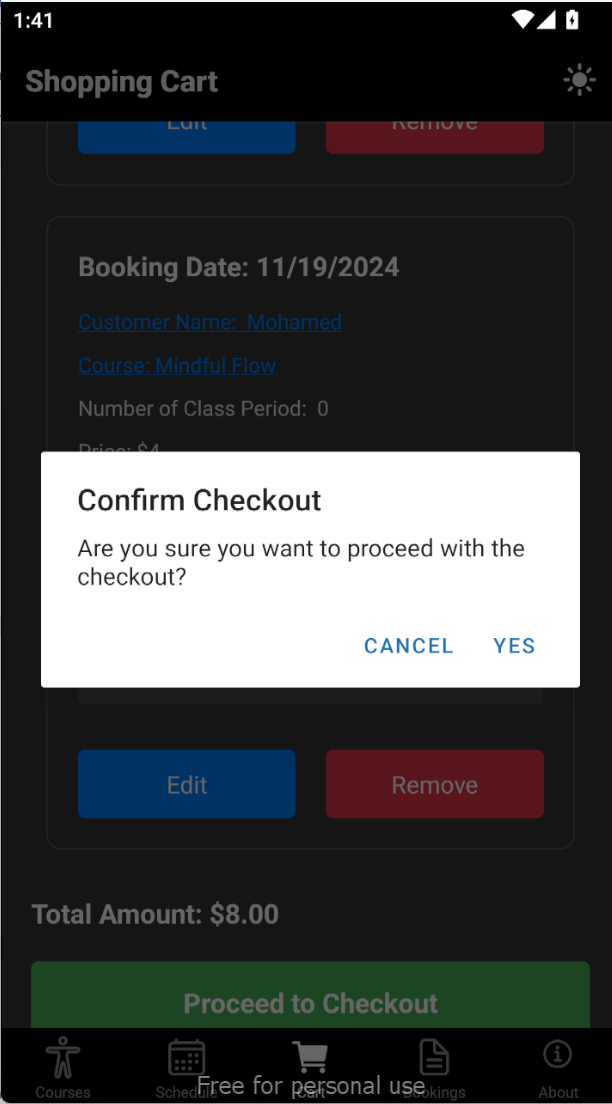 1:41
Shopping Cart
Edit Remove
Booking Date: 11/19/2024
Customer Name:  Mohamed
Course: Mindful Flow
Number of Class Period:  0
Price: $4
Confirm Checkout
Are you sure you want to proceed with the
checkout?
CANCEL YES
Edit Remove
Total Amount: $8.00
Proceed to Checkout
Courses Schedule Cart Bookings About
Free for personal use